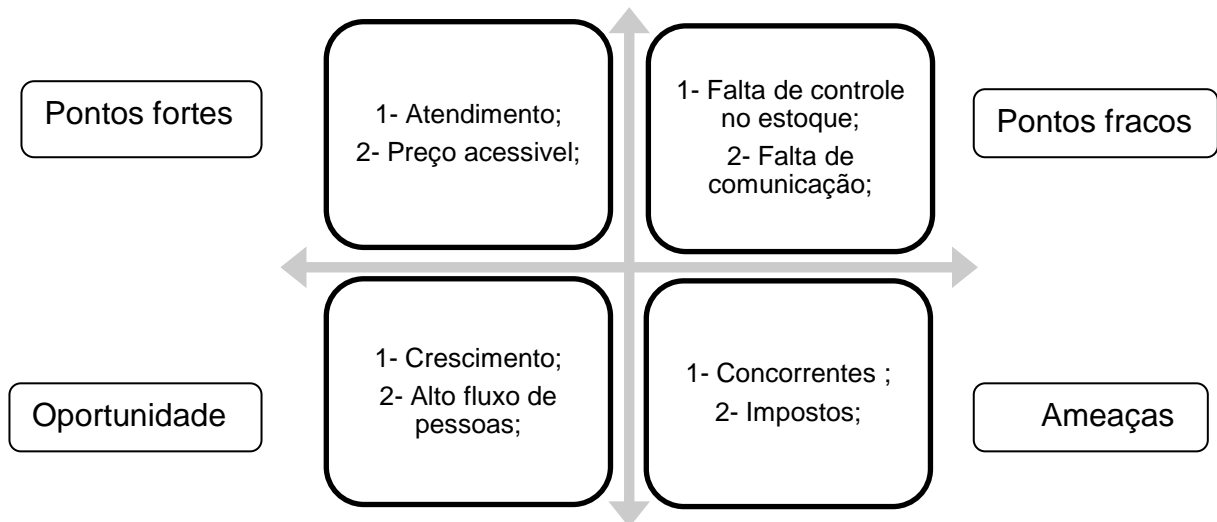 Pontos fortes
1- Atendimento;
2- Preço acessivel;
1- Falta de controle
no estoque;
2- Falta de
comunicação;
Pontos fracos
Oportunidade
1- Crescimento;
2- Alto fluxo de
pessoas;
1- Concorrentes ;
2- Impostos;
Ameaças